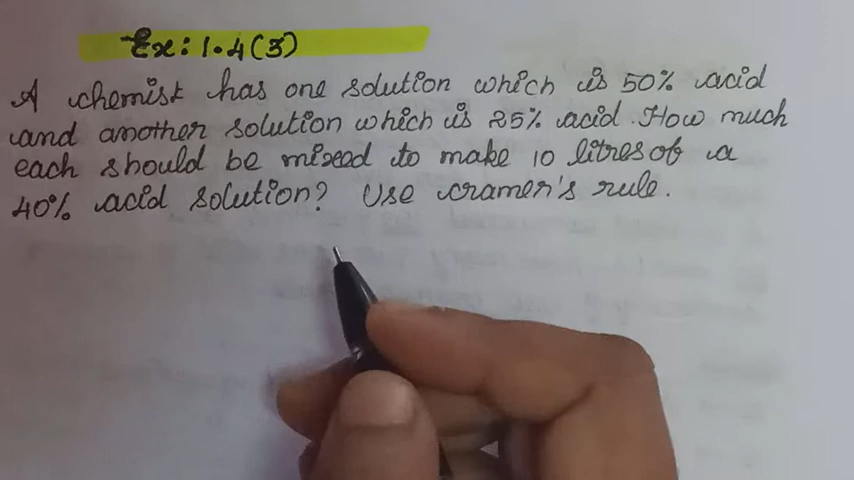 Ex: 1.4(3)
A chemist has one solution which is 50% acid
and another solution which is 25% acid. How much
each should be mixed to make 10 litres of a
40% acid solution? Use cramer's rule.